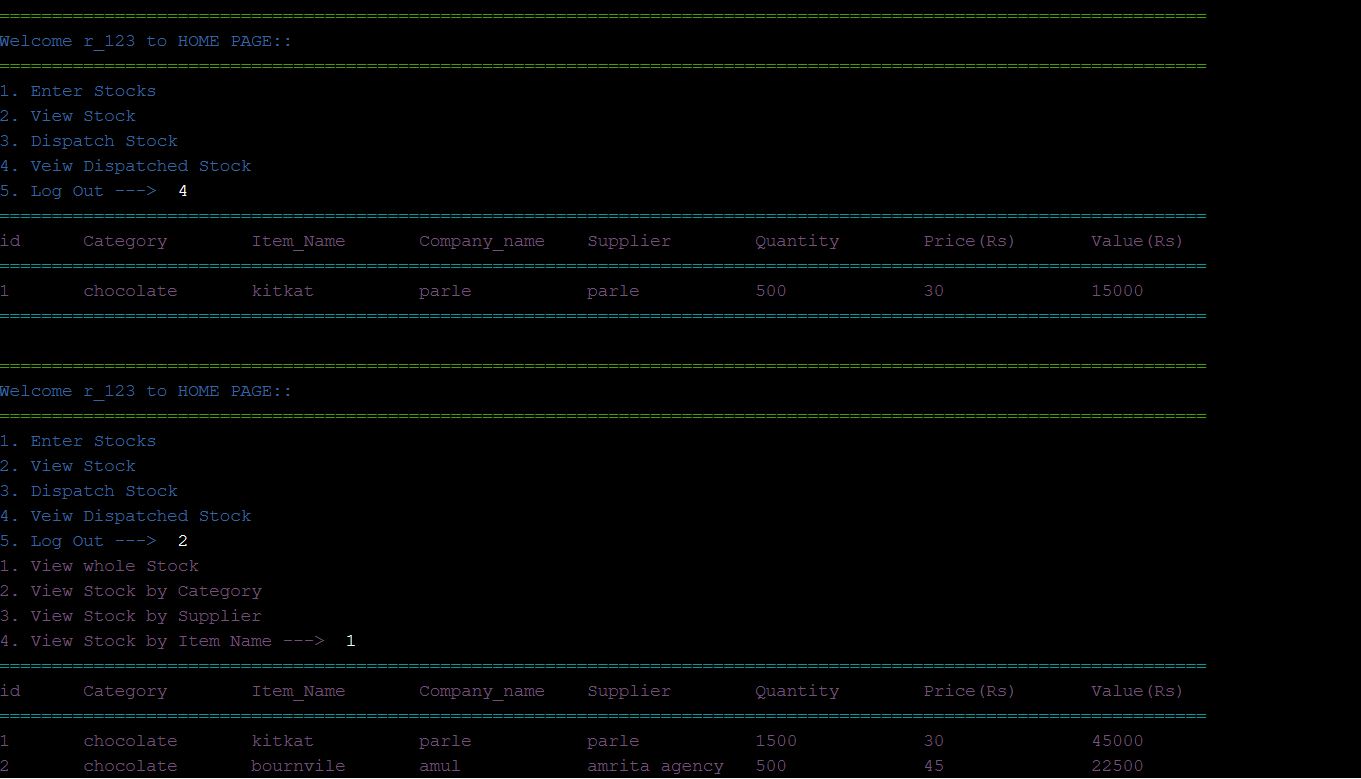 ================================================================================
Welcome r_123 to HOME PAGE::
================================================================================
1. Enter Stocks
2. View Stock
3. Dispatch Stock
4. Veiw Dispatched Stock
5. Log Out ---> 4
================================================================================
id Category Item_Name Company_name Supplier Quantity Price(Rs) Value(Rs)
================================================================================
1 chocolate kitkat parle parle 500 30 15000
================================================================================
================================================================================
Welcome r_123 to HOME PAGE::
================================================================================
1. Enter Stocks
2. View Stock
3. Dispatch Stock
4. Veiw Dispatched Stock
5. Log Out ---> 2
1. View whole Stock
2. View Stock by Category
3. View Stock by Supplier
4. View Stock by Item Name ---> 1
================================================================================
id Category Item_Name Company_name Supplier Quantity Price(Rs) Value(Rs)
================================================================================
1 chocolate kitkat parle parle 1500 30 45000
2 chocolate bournvile amul amrita agency 500 45 22500